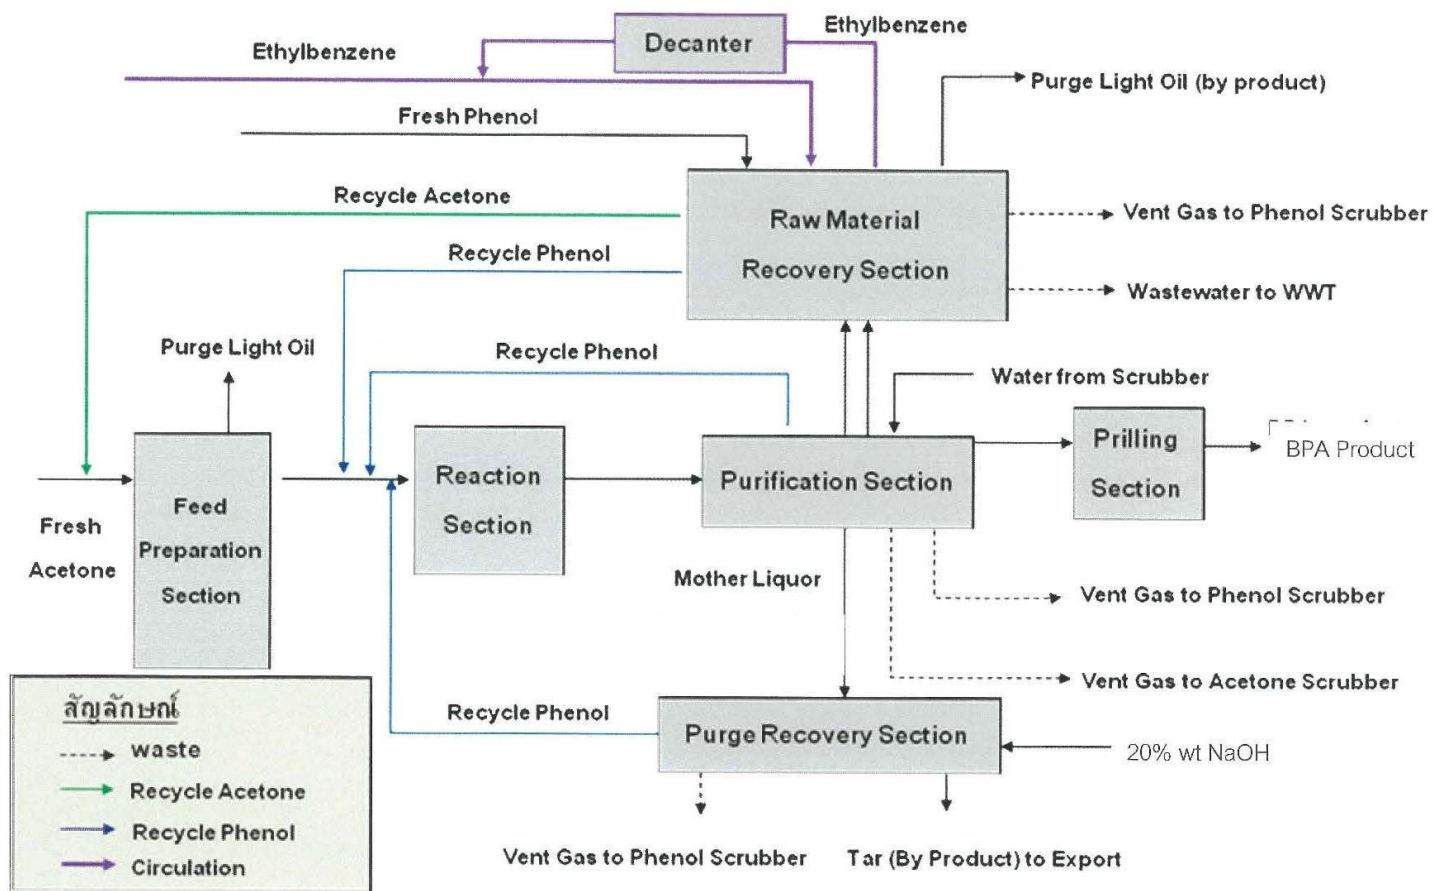 Ethylbenzene
Decanter
Ethylbenzene
Purge Light Oil (by product)
Fresh Phenol
Recycle Acetone
Raw Material
Recovery Section
Vent Gas to Phenol Scrubber
Recycle Phenol
Wastewater to WWT
Purge Light Oil
Recycle Phenol
Water from Scrubber
Prilling
Section
BPA Product
Fresh
Acetone
Feed
Preparation
Section
Reaction
Section
Purification Section
Mother Liquor
Vent Gas to Phenol Scrubber
Vent Gas to Acetone Scrubber
Recycle Phenol
Purge Recovery Section
20% wt NaOH
Vent Gas to Phenol Scrubber
Tar (By Product) to Export
สัญลักษณ์
waste
Recycle Acetone
Recycle Phenol
Circulation